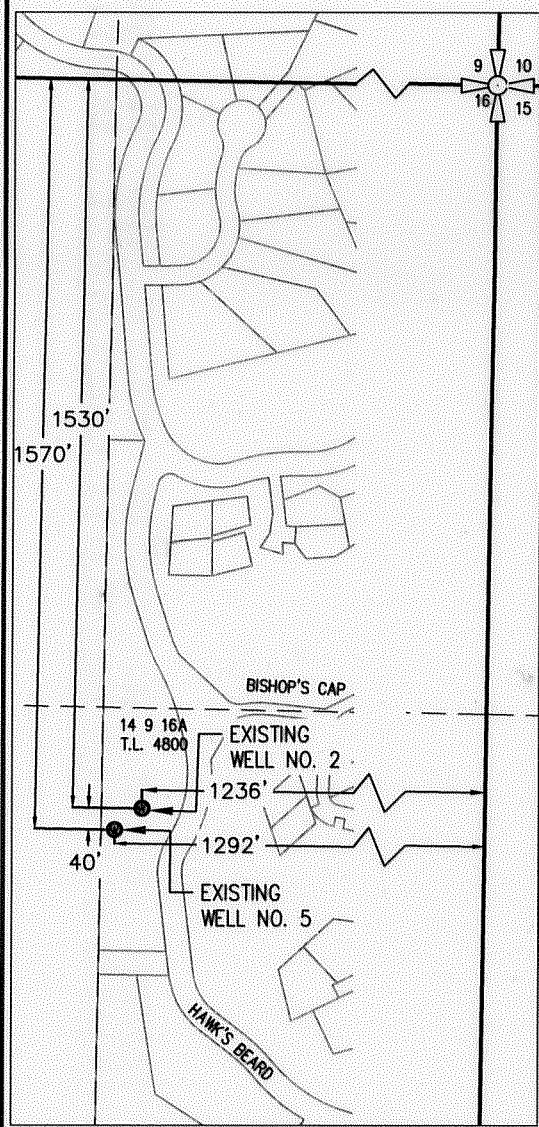 9 10
16 15
1530'
1570'
BISHOP'S CAP
14 9 16A
T.L. 4800
EXISTING
WELL NO. 2
1236'
1292'
40'
EXISTING
WELL NO. 5
HAWK'S BEARD